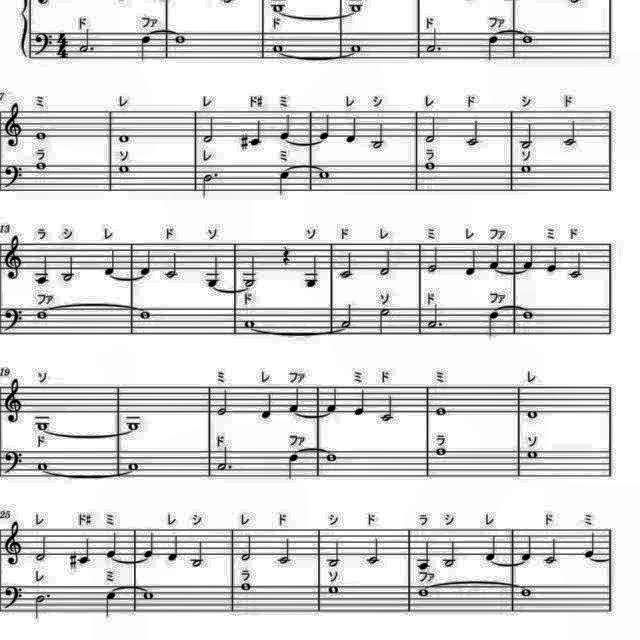 ド ファ ド ド ファ
7
ミ レ レ ド# ミ レ シ レ ド シ ド
ラ ソ レ ミ ラ ソ
13
ラ シ レ ド ソ ソ ド レ ミ レ ファ ミ ド
ファ ド ソ ド ファ
19
ソ ミ レ ファ ミ ド ミ レ
ド ド ファ ラ ソ
25
レ ド# ミ レ シ レ ド シ ド ラ シ レ ド ミ
レ ミ ラ ソ ファ